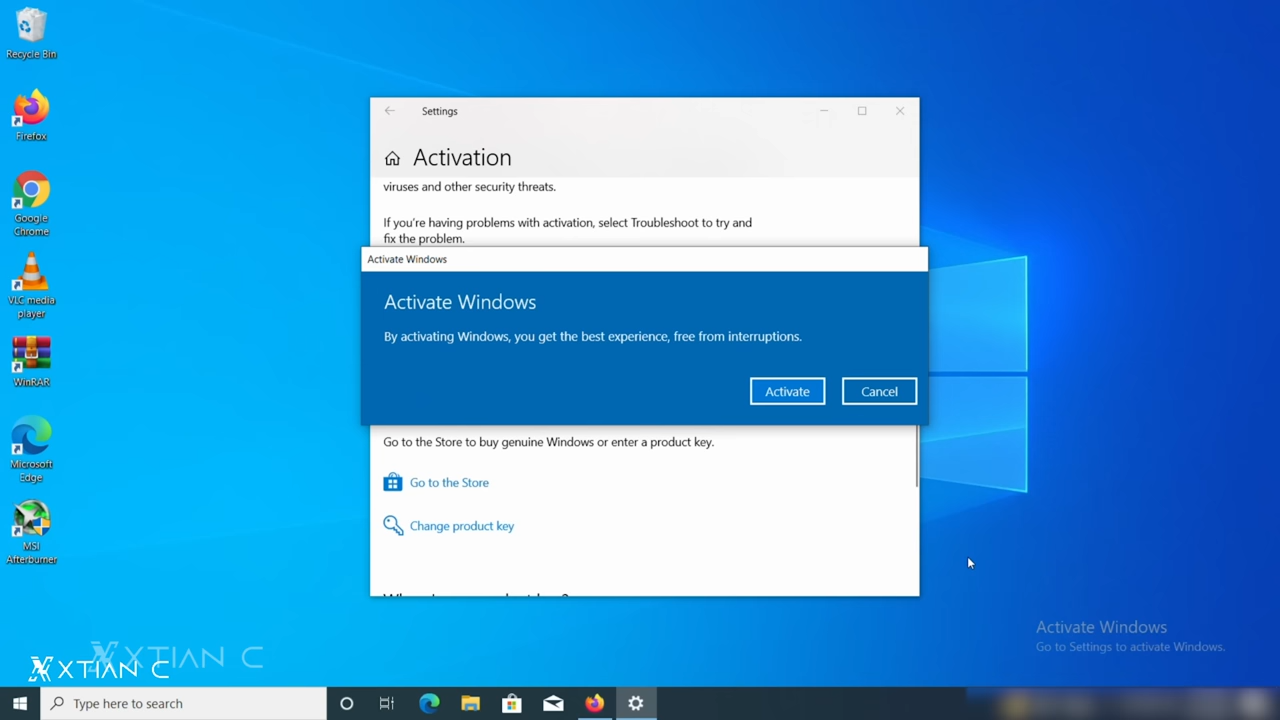 Recycle Bin
Firefox
Google
Chrome
VLC media
player
WinRAR
Microsoft
Edge
MSI
Afterburner
Settings
Activation
viruses and other security threats.
If you're having problems with activation, select Troubleshoot to try and
fix the problem.
Activate Windows
Activate Windows
By activating Windows, you get the best experience, free from interruptions.
Activate
Cancel
Go to the Store to buy genuine Windows or enter a product key.
Go to the Store
Change product key
Activate Windows
Go to Settings to activate Windows.
XTIAN C
XTIAN C
Type here to search